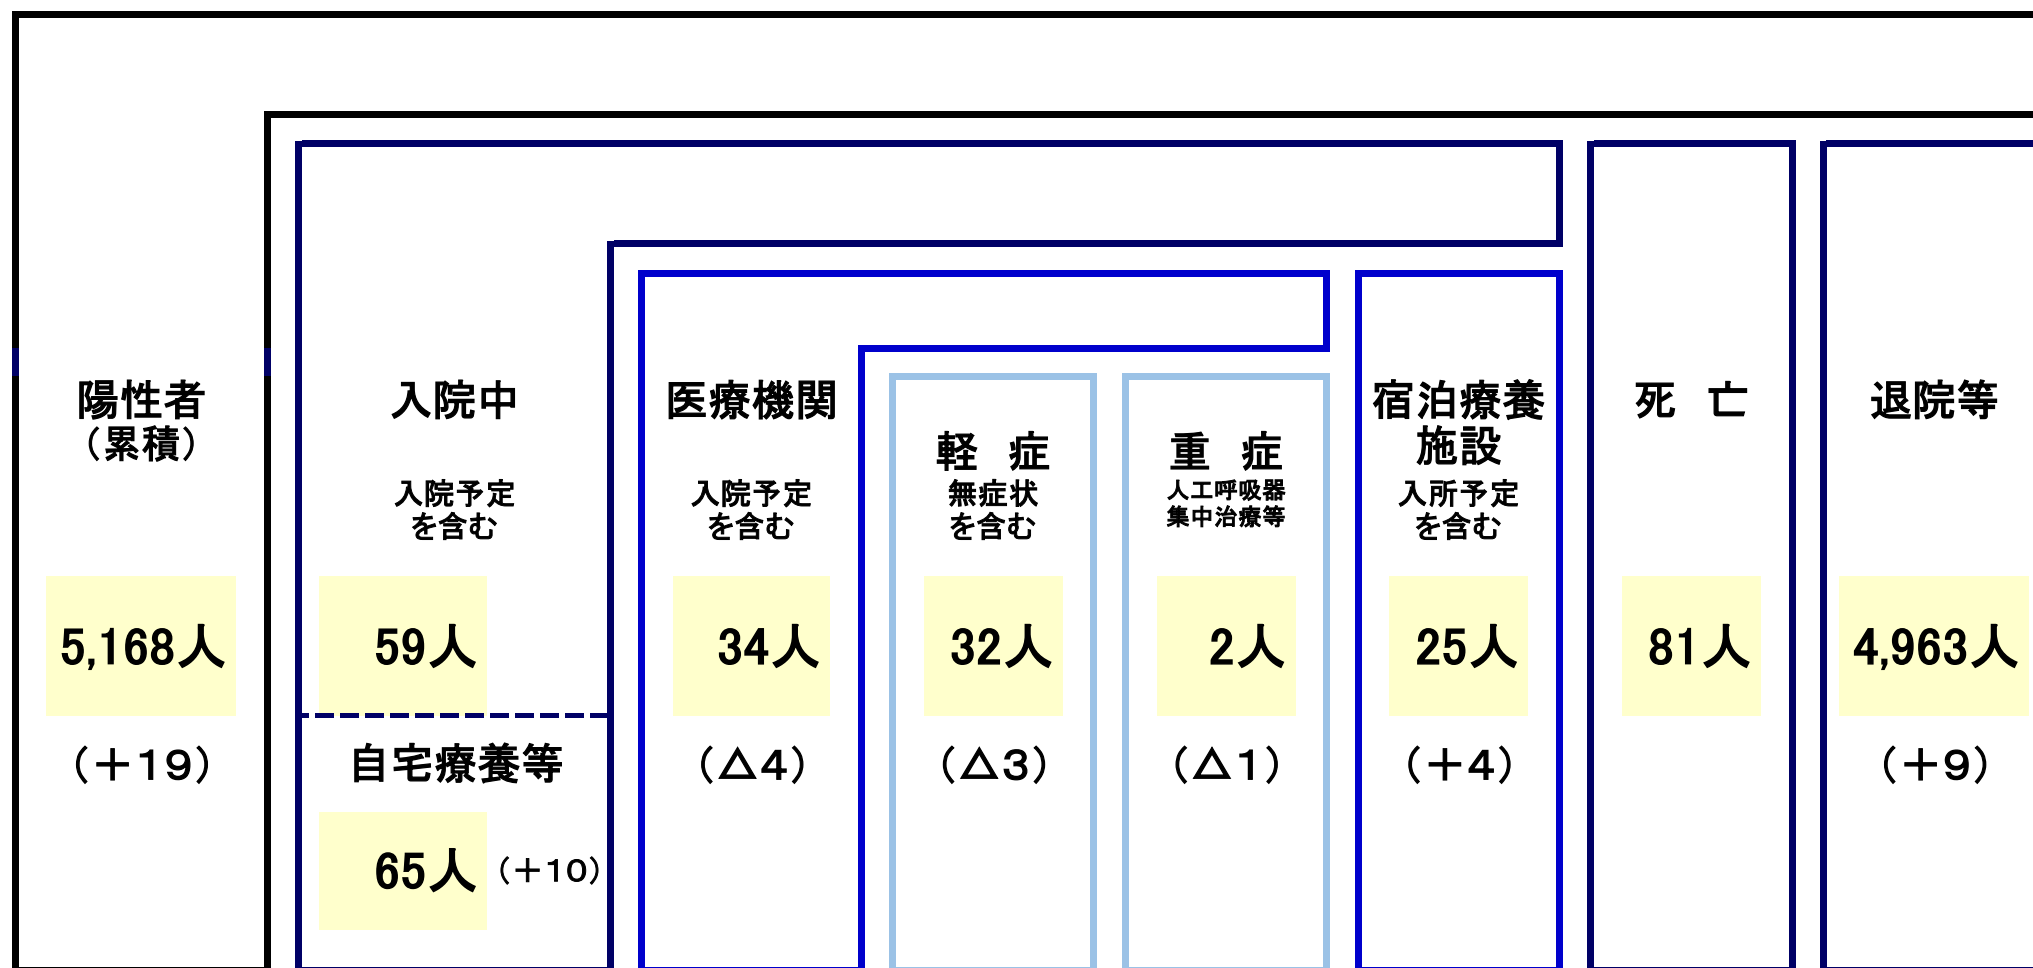 陽性者
（累積）
5,168人
（＋19）
入院中
入院予定
を含む
59人
自宅療養等
65人（＋10）
医療機関
入院予定
を含む
34人
（△4）
軽　症
無症状
を含む
32人
（△3）
重　症
人工呼吸器
集中治療等
2人
（△1）
宿泊療養
施設
入所予定
を含む
25人
（＋4）
死　亡
81人
退院等
4,963人
（＋9）